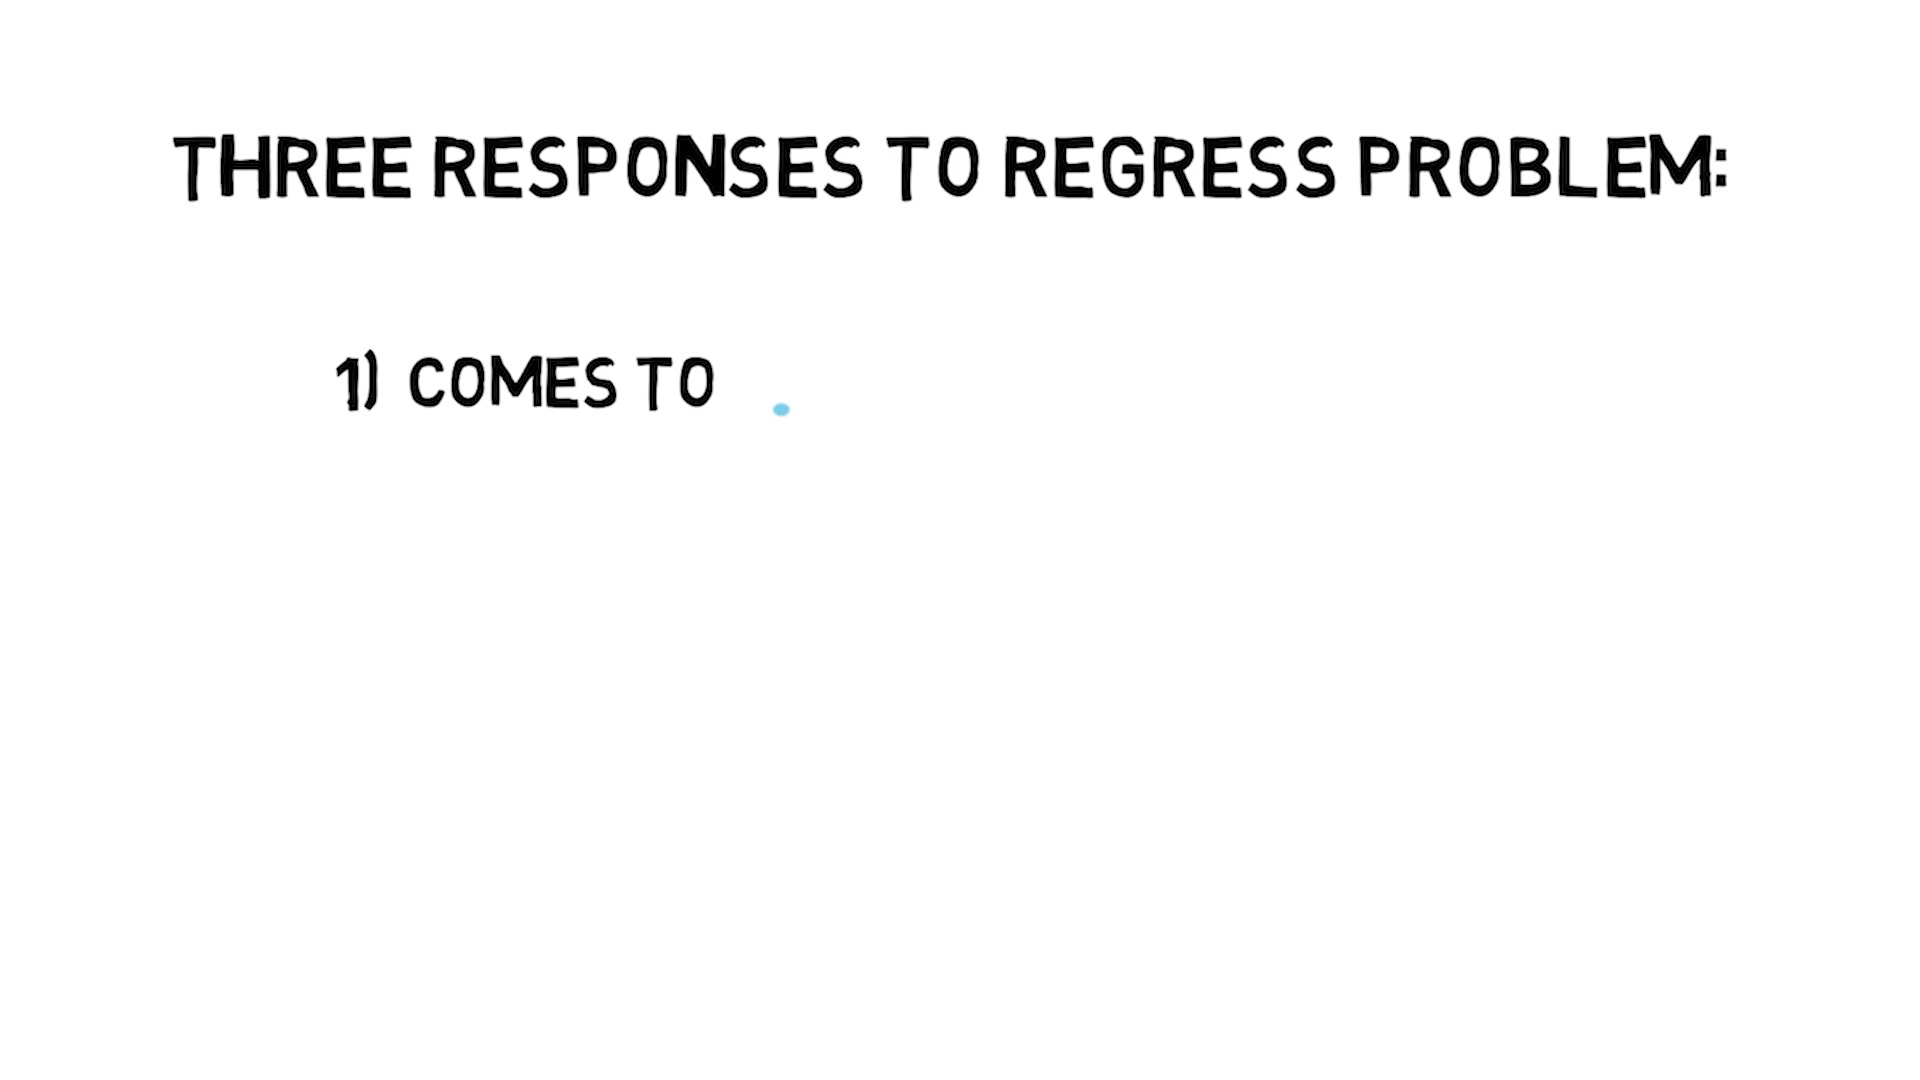 THREE RESPONSES TO REGRESS PROBLEM:
1) COMES TO